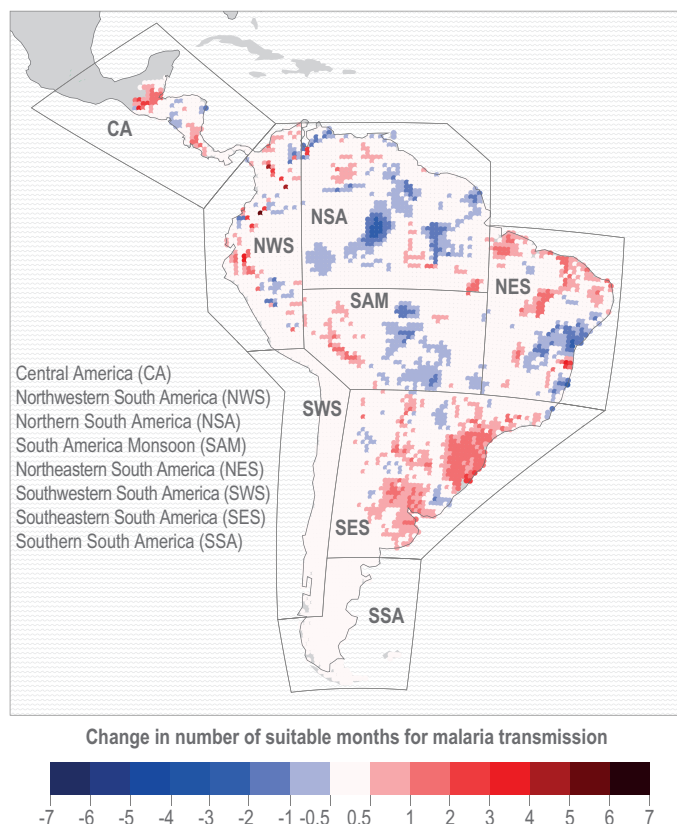 CA
NSA
NWS
SAM
NES
Central America (CA)
Northwestern South America (NWS)
Northern South America (NSA)
South America Monsoon (SAM)
Northeastern South America (NES)
Southwestern South America (SWS)
Southeastern South America (SES)
Southern South America (SSA)
SWS
SES
SSA
Change in number of suitable months for malaria transmission
-7 -6 -5 -4 -3 -2 -1 -0.5 0.5 1 2 3 4 5 6 7